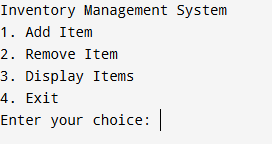 Inventory Management System
1. Add Item
2. Remove Item
3. Display Items
4. Exit
Enter your choice: